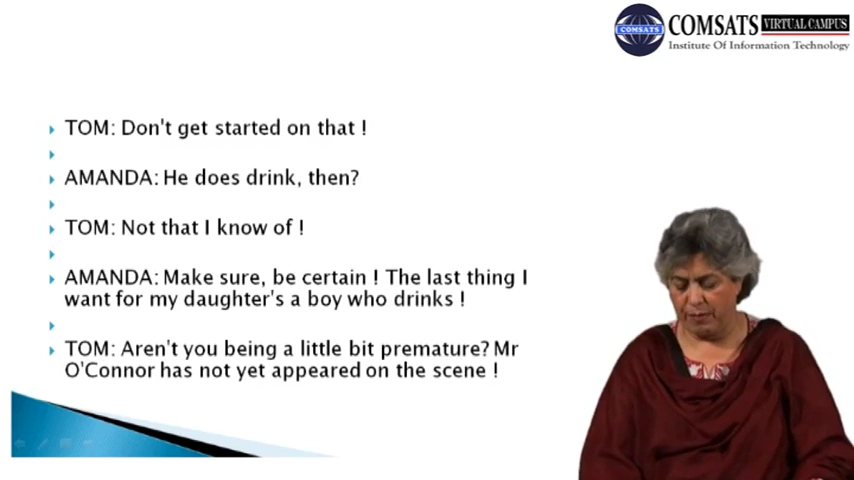 COMSATS VIRTUAL CAMPUS
COMSATS
Institute Of Information Technology
TOM: Don't get started on that !
AMANDA: He does drink, then?
TOM: Not that I know of !
AMANDA: Make sure, be certain ! The last thing I
want for my daughter's a boy who drinks !
TOM: Aren't you being a little bit premature? Mr
O'Connor has not yet appeared on the scene !